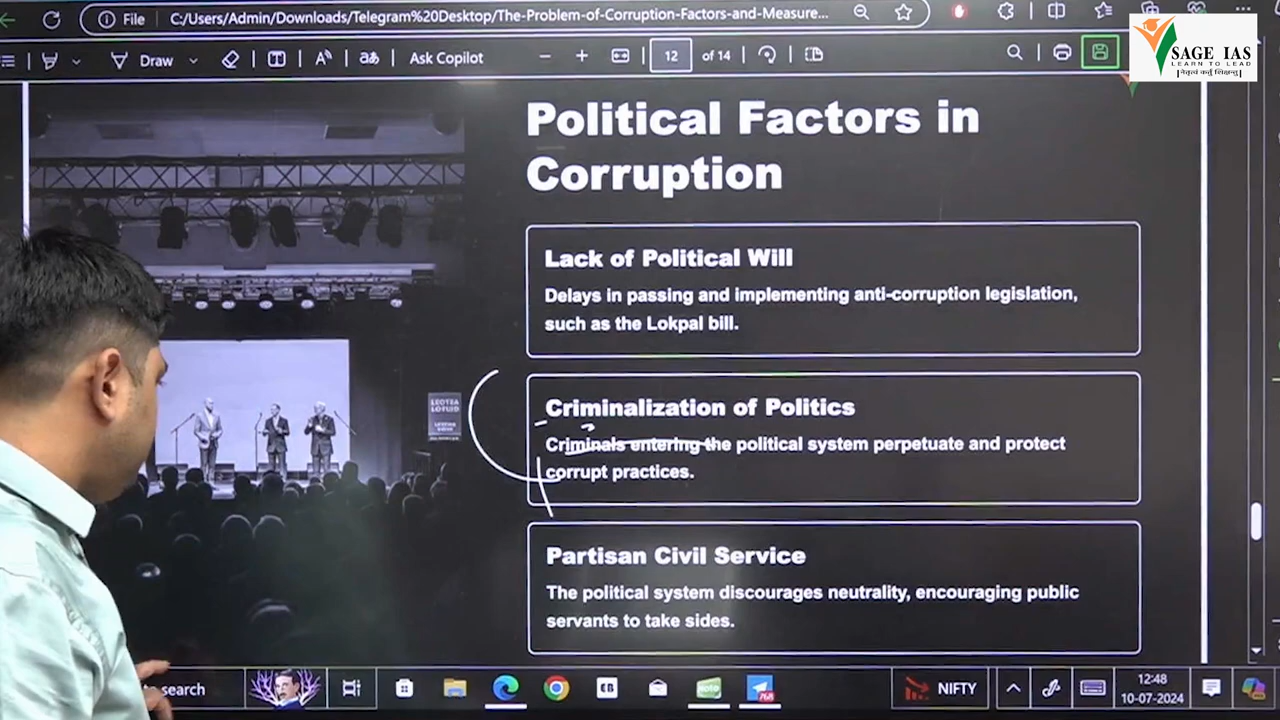 File
C:/Users/Admin/Downloads/Telegram%20Desktop/The-Problem-of-Corruption-Factors-and-Measure...
Draw
Ask Copilot
12
of 14
SAGE IAS
LEARN TO LEAD
Political Factors in
Corruption
Lack of Political Will
Delays in passing and implementing anti-corruption legislation,
such as the Lokpal bill.
Criminalization of Politics
Criminals entering the political system perpetuate and protect
corrupt practices.
Partisan Civil Service
The political system discourages neutrality, encouraging public
servants to take sides.
search
NIFTY
12:48
10-07-2024